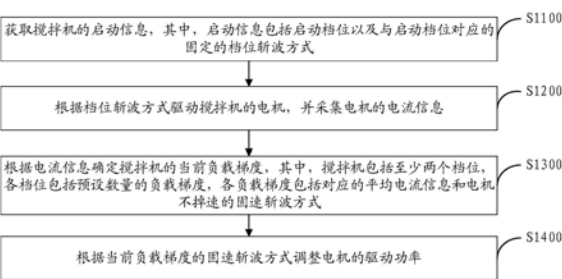 获取搅拌机的启动信息，其中，启动信息包括启动档位以及与启动档位对应的
固定的档位斩波方式
S1100
根据档位斩波方式驱动搅拌机的电机，并采集电机的电流信息
S1200
根据电流信息确定搅拌机的当前负载梯度，其中，搅拌机包括至少两个档位，
各档位包括预设数量的负载梯度，各负载梯度包括对应的平均电流信息和电机
不掉速的固速斩波方式
S1300
根据当前负载梯度的固速斩波方式调整电机的驱动功率
S1400